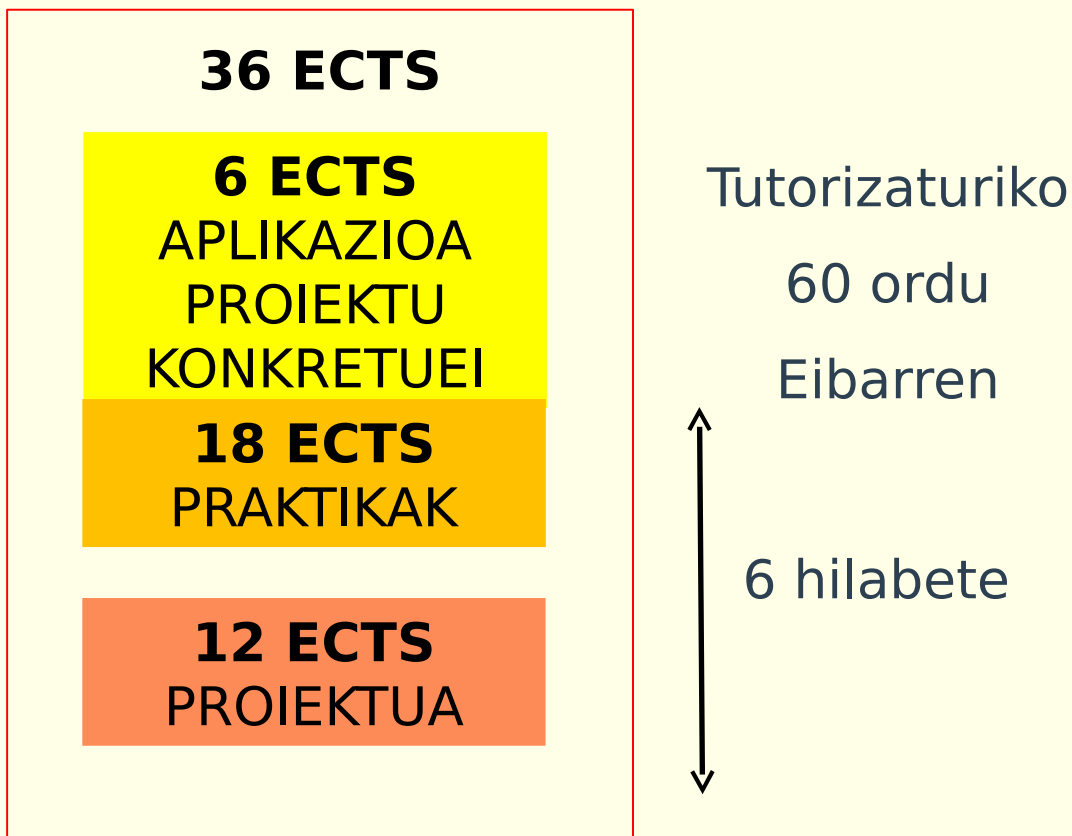 36 ECTS
6 ECTS
APLIKAZIOA
PROIEKTU
KONKRETUEI
18 ECTS
PRAKTIKAK
12 ECTS
PROIEKTUA
Tutorizaturiko
60 ordu
Eibarren
6 hilabete